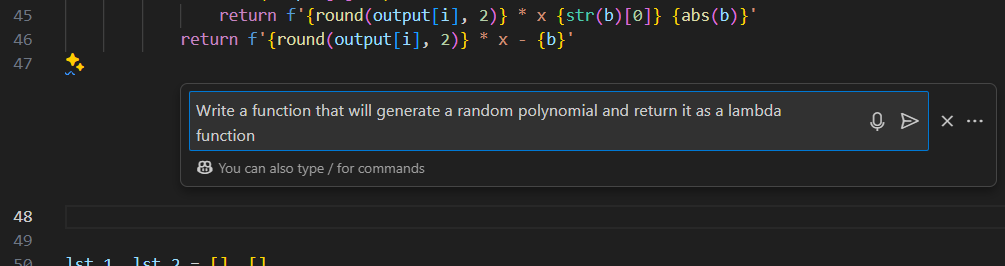 45 return f'{round(output[i], 2)} * x {str(b)[0]} {abs(b)}'
46 return f'{round(output[i], 2)} * x - {b}'
47
Write a function that will generate a random polynomial and return it as a lambda
function
You can also type / for commands
48
49
50 lst_1, lst_2 = [], []